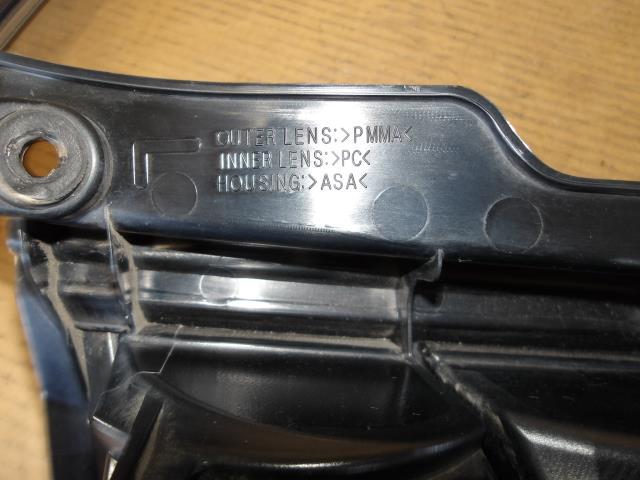 L
OUTER LENS:>PMMA<
INNER LENS:>PC<
HOUSING:>ASA<